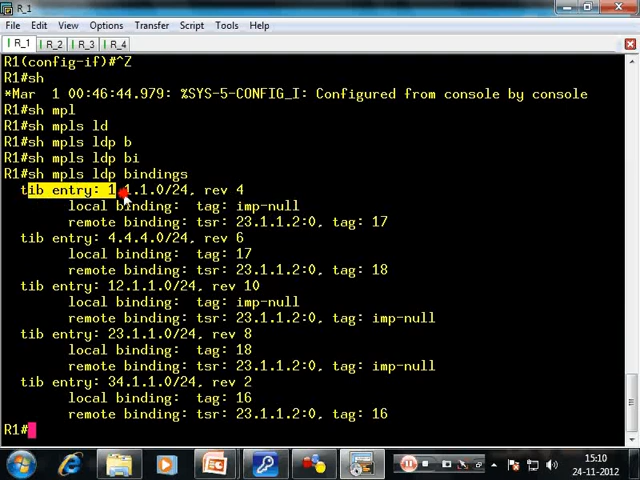 R_1
File Edit View Options Transfer Script Tools Help
R_1 R_2 R_3 R_4
R1(config-if)#^Z
R1#sh
*Mar  1 00:46:44.979: %SYS-5-CONFIG_I: Configured from console by console
R1#sh mpl
R1#sh mpls ld
R1#sh mpls ldp b
R1#sh mpls ldp bi
R1#sh mpls ldp bindings
tib entry: 1.1.1.0/24, rev 4
local binding:  tag: imp-null
remote binding: tsr: 23.1.1.2:0, tag: 17
tib entry: 4.4.4.0/24, rev 6
local binding:  tag: 17
remote binding: tsr: 23.1.1.2:0, tag: 18
tib entry: 12.1.1.0/24, rev 10
local binding:  tag: imp-null
remote binding: tsr: 23.1.1.2:0, tag: imp-null
tib entry: 23.1.1.0/24, rev 8
local binding:  tag: 18
remote binding: tsr: 23.1.1.2:0, tag: imp-null
tib entry: 34.1.1.0/24, rev 2
local binding:  tag: 16
remote binding: tsr: 23.1.1.2:0, tag: 16
R1#
15:10
24-11-2012